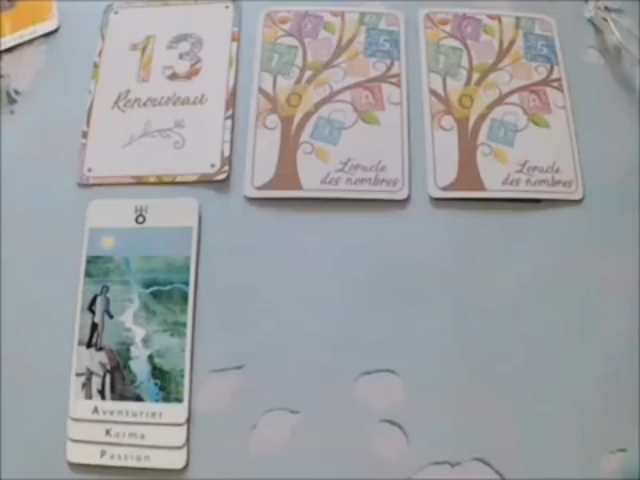 13
Renouveau
L'oracle
des nombres
L'oracle
des nombres
Aventurier
Karma
Passion